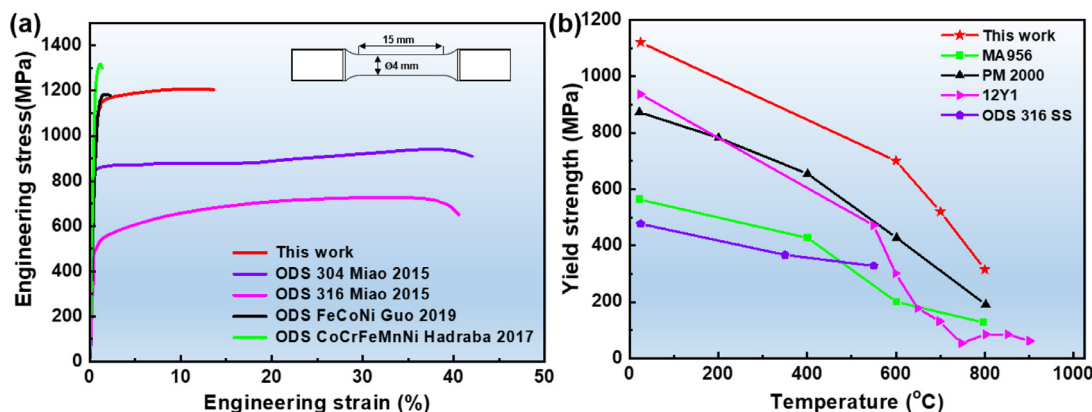 (a)
1400
1200
1000
800
600
400
200
0
0
10
20
30
40
50
Engineering stress(MPa)
Engineering strain (%)
15 mm
Ø4 mm
This work
ODS 304 Miao 2015
ODS 316 Miao 2015
ODS FeCoNi Guo 2019
ODS CoCrFeMnNi Hadraba 2017
(b)
1200
1000
800
600
400
200
0
0
200
400
600
800
1000
Yield strength (MPa)
Temperature (°C)
This work
MA956
PM 2000
12Y1
ODS 316 SS